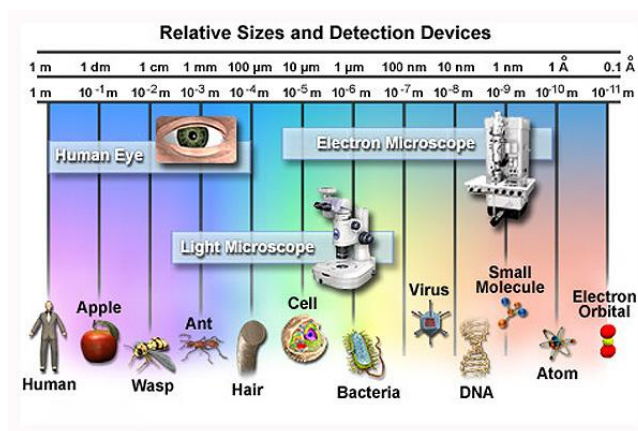 Relative Sizes and Detection Devices
1 m 1 dm 1 cm 1 mm 100 μm 10 μm 1 μm 100 nm 10 nm 1 nm 1 Å 0.1 Å
1 m 10⁻¹ m 10⁻² m 10⁻³ m 10⁻⁴ m 10⁻⁵ m 10⁻⁶ m 10⁻⁷ m 10⁻⁸ m 10⁻⁹ m 10⁻¹⁰ m 10⁻¹¹ m
Human Eye
Electron Microscope
Light Microscope
Human
Apple
Wasp
Ant
Hair
Cell
Bacteria
Virus
DNA
Small
Molecule
Atom
Electron
Orbital